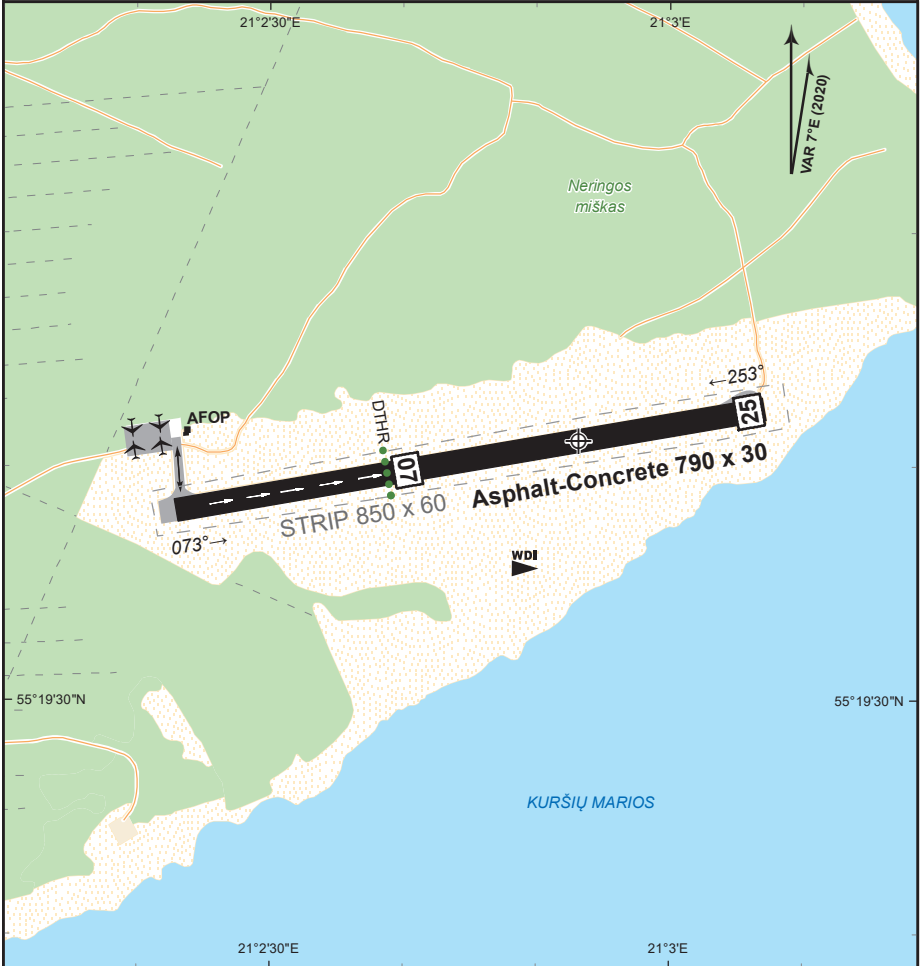 21°2'30"E
21°3'E
VAR 7°E (2020)
Neringos
miškas
←253°
DTHR
AFOP
25
07
Asphalt-Concrete 790 x 30
STRIP 850 x 60
073°→
WDI
55°19'30"N
55°19'30"N
KURŠIŲ MARIOS
21°2'30"E
21°3'E